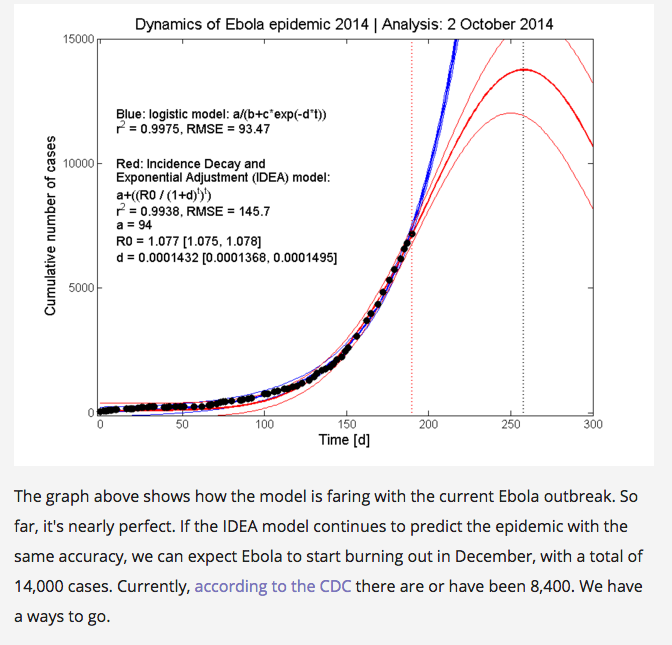 Dynamics of Ebola epidemic 2014 | Analysis: 2 October 2014
15000
10000
5000
0
Cumulative number of cases
Blue: logistic model: a/(b+c*exp(-d*t))
r² = 0.9975, RMSE = 93.47
Red: Incidence Decay and
Exponential Adjustment (IDEA) model:
a+((R0 / (1+d)^t)^t)
r² = 0.9938, RMSE = 145.7
a = 94
R0 = 1.077 [1.075, 1.078]
d = 0.0001432 [0.0001368, 0.0001495]
0 50 100 150 200 250 300
Time [d]
The graph above shows how the model is faring with the current Ebola outbreak. So
far, it's nearly perfect. If the IDEA model continues to predict the epidemic with the
same accuracy, we can expect Ebola to start burning out in December, with a total of
14,000 cases. Currently, according to the CDC there are or have been 8,400. We have
a ways to go.